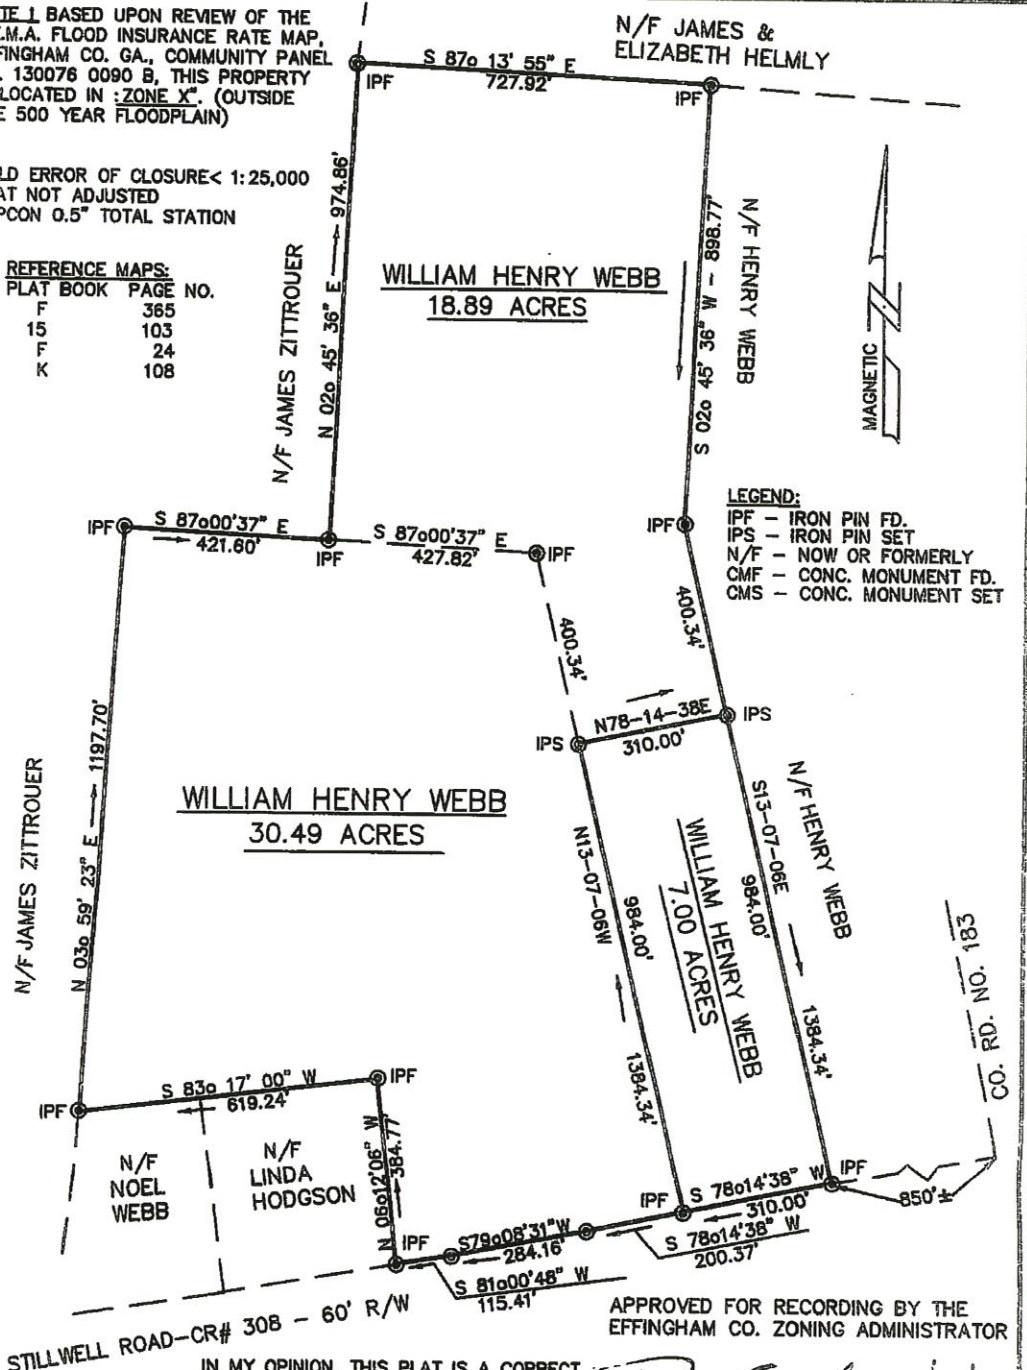 BASED UPON REVIEW OF THE
FLOOD INSURANCE RATE MAP,
CO. GA., COMMUNITY PANEL
130076 0090 B, THIS PROPERTY
LOCATED IN :ZONE X". (OUTSIDE
500 YEAR FLOODPLAIN)
ERROR OF CLOSURE< 1:25,000
NOT ADJUSTED
0.5" TOTAL STATION
REFERENCE MAPS:
PLAT BOOK PAGE NO.
F 365
15 103
F 24
K 108
N/F JAMES &
ELIZABETH HELMLY
S 87o 13' 55" E
727.92'
IPF
IPF
N/F JAMES ZITTROUER
N 02o 45' 36" E 974.86'
WILLIAM HENRY WEBB
18.89 ACRES
S 02o 45' 36" W - 898.77'
N/F HENRY WEBB
MAGNETIC
LEGEND:
IPF - IRON PIN FD.
IPS - IRON PIN SET
N/F - NOW OR FORMERLY
CMF - CONC. MONUMENT FD.
CMS - CONC. MONUMENT SET
IPF
S 87o00'37" E
421.60'
IPF
S 87o00'37" E
427.82'
IPF
IPF
400.34'
400.34'
IPS
N78-14-38E
310.00'
IPS
N/F JAMES ZITTROUER
N 03o 59' 23" E 1197.70'
WILLIAM HENRY WEBB
30.49 ACRES
N13-07-06W
984.00'
1384.34'
WILLIAM HENRY WEBB
7.00 ACRES
S13-07-06E
984.00'
1384.34'
N/F HENRY WEBB
CO. RD. NO. 183
IPF
S 83o 17' 00" W
619.24'
IPF
N/F
NOEL
WEBB
N/F
LINDA
HODGSON
N 06o12'06" W
384.77'
IPF
S79o08'31"W
284.16'
S 81o00'48" W
115.41'
IPF
S 78o14'38" W
310.00'
IPF
S 78o14'38" W
200.37'
850'±
STILLWELL ROAD-CR# 308 - 60' R/W
APPROVED FOR RECORDING BY THE
EFFINGHAM CO. ZONING ADMINISTRATOR
IN MY OPINION, THIS PLAT IS A CORRECT